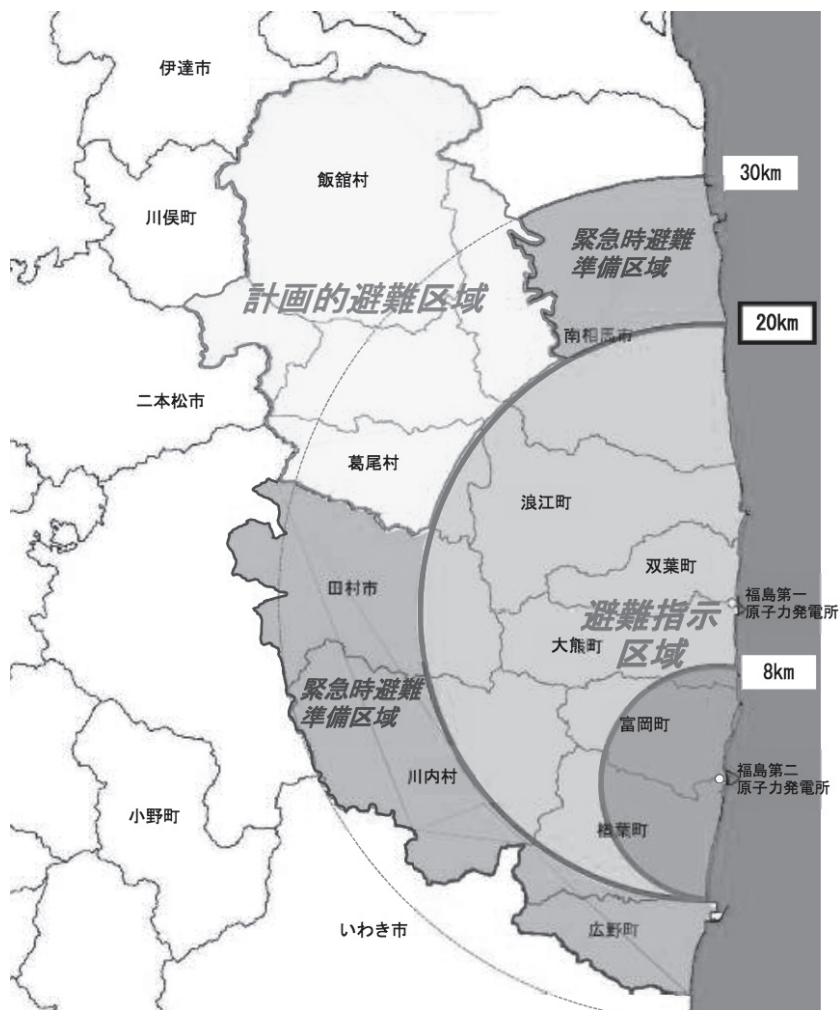 伊達市
飯舘村
30km
川俣町
緊急時避難
準備区域
計画的避難区域
20km
南相馬市
二本松市
葛尾村
浪江町
双葉町
田村市
福島第一
原子力発電所
避難指示
区域
大熊町
8km
緊急時避難
準備区域
富岡町
川内村
福島第二
原子力発電所
小野町
楢葉町
いわき市
広野町